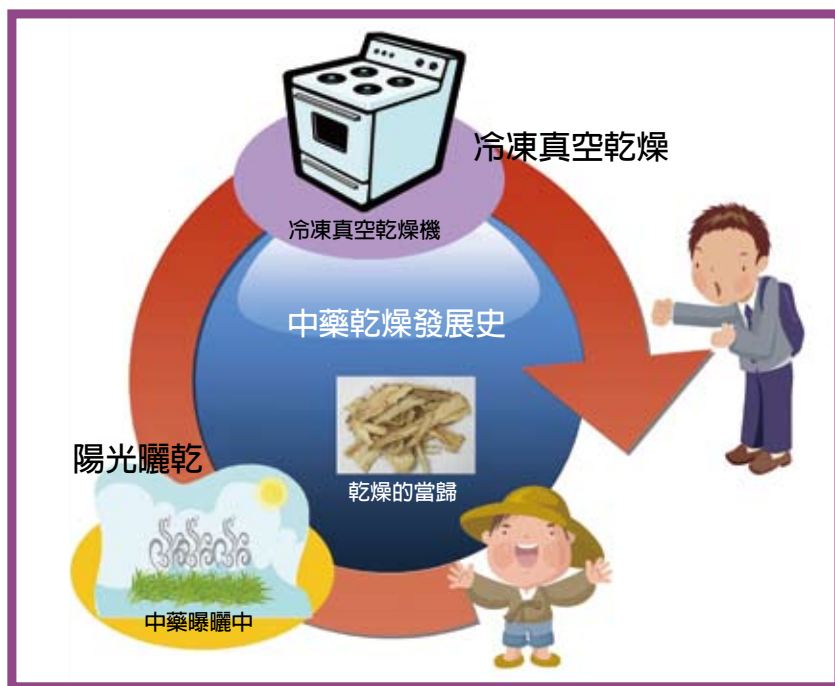 冷凍真空乾燥
冷凍真空乾燥機
中藥乾燥發展史
陽光曬乾
乾燥的當歸
中藥曝曬中